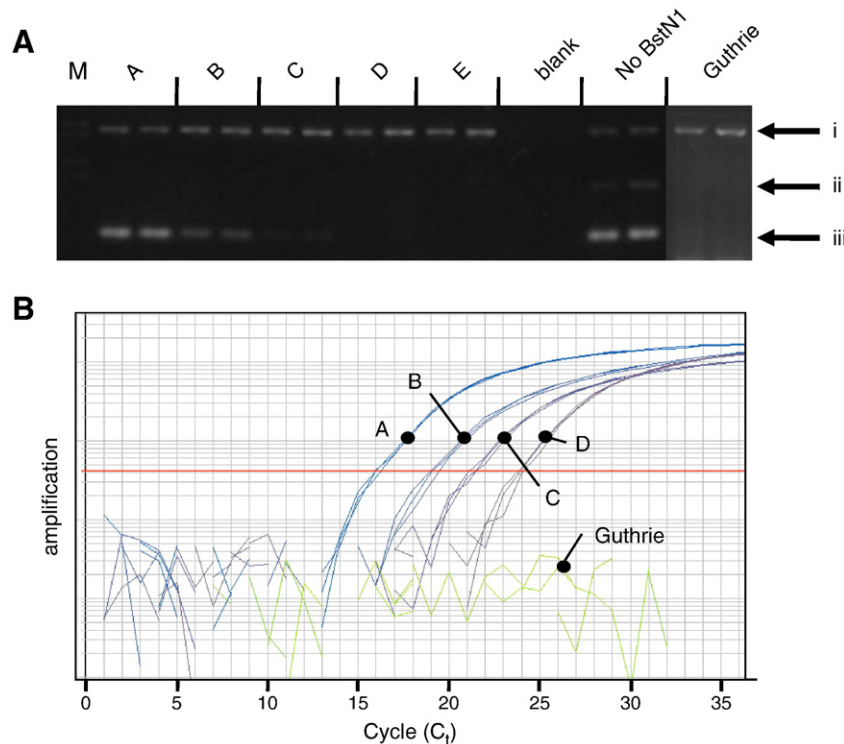 A
M A B C D E blank No BstN1 Guthrie
i
ii
iii
B
amplification
A
B
C
D
Guthrie
0 5 10 15 20 25 30 35
Cycle (Ct)